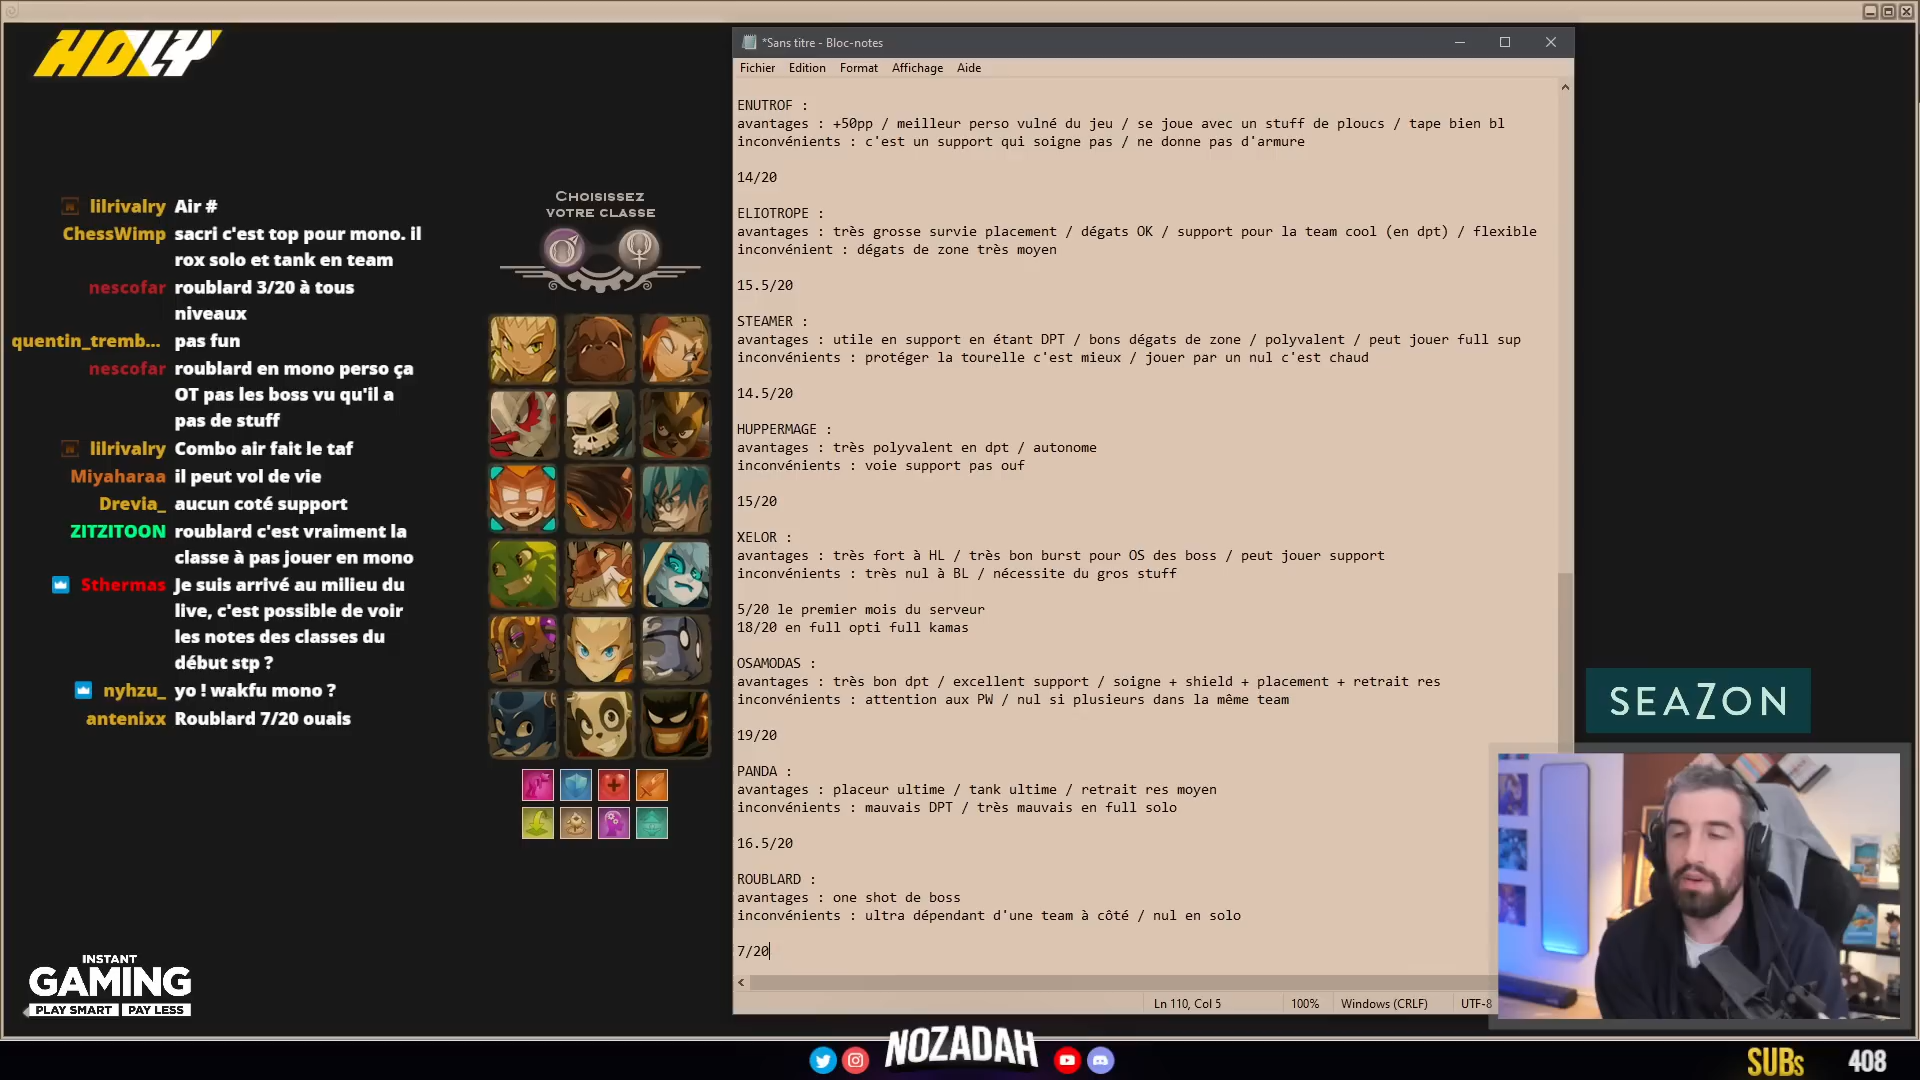 HOLY
*Sans titre - Bloc-notes
Fichier Edition Format Affichage Aide
lilrivalry Air #
ChessWimp sacri c'est top pour mono. il
rox solo et tank en team
nescofar roublard 3/20 à tous
niveaux
quentin_tremb... pas fun
nescofar roublard en mono perso ça
OT pas les boss vu qu'il a
pas de stuff
lilrivalry Combo air fait le taf
Miyaharaa il peut vol de vie
Drevia_ aucun coté support
ZITZITOON roublard c'est vraiment la
classe à pas jouer en mono
Sthermas Je suis arrivé au milieu du
live, c'est possible de voir
les notes des classes du
début stp ?
nyhzu_ yo ! wakfu mono ?
antenixx Roublard 7/20 ouais
CHOISISSEZ
VOTRE CLASSE
ENUTROF :
avantages : +50pp / meilleur perso vulné du jeu / se joue avec un stuff de ploucs / tape bien bl
inconvénients : c'est un support qui soigne pas / ne donne pas d'armure
14/20
ELIOTROPE :
avantages : très grosse survie placement / dégats OK / support pour la team cool (en dpt) / flexible
inconvénient : dégats de zone très moyen
15.5/20
STEAMER :
avantages : utile en support en étant DPT / bons dégats de zone / polyvalent / peut jouer full sup
inconvénients : protéger la tourelle c'est mieux / jouer par un nul c'est chaud
14.5/20
HUPPERMAGE :
avantages : très polyvalent en dpt / autonome
inconvénients : voie support pas ouf
15/20
XELOR :
avantages : très fort à HL / très bon burst pour OS des boss / peut jouer support
inconvénients : très nul à BL / nécessite du gros stuff
5/20 le premier mois du serveur
18/20 en full opti full kamas
OSAMODAS :
avantages : très bon dpt / excellent support / soigne + shield + placement + retrait res
inconvénients : attention aux PW / nul si plusieurs dans la même team
19/20
PANDA :
avantages : placeur ultime / tank ultime / retrait res moyen
inconvénients : mauvais DPT / très mauvais en full solo
16.5/20
ROUBLARD :
avantages : one shot de boss
inconvénients : ultra dépendant d'une team à côté / nul en solo
7/20
Ln 110, Col 5 100% Windows (CRLF) UTF-8
SEAZON
INSTANT
GAMING
PLAY SMART PAY LESS
NOZADAH
SUBs 408